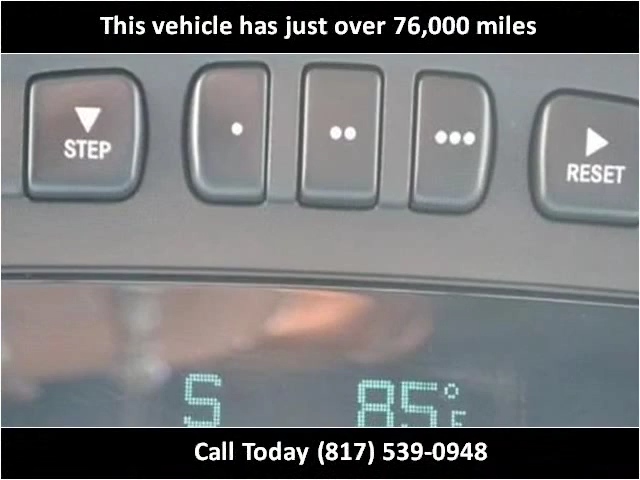 This vehicle has just over 76,000 miles
STEP
RESET
S 85°F
Call Today (817) 539-0948